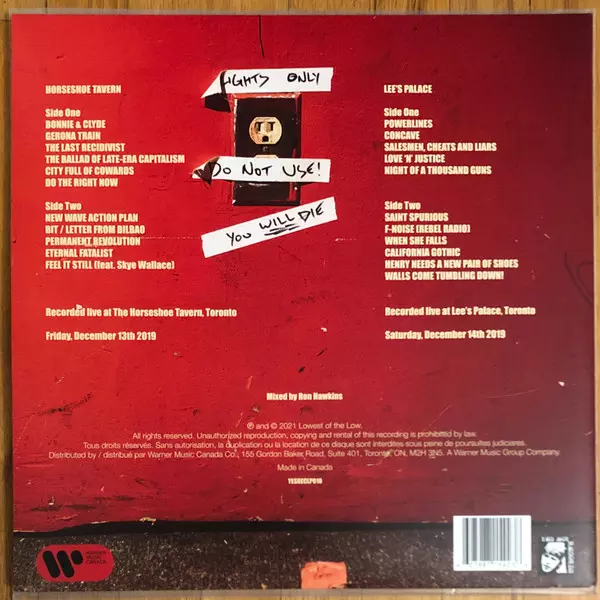 LIGHTS ONLY
DO NOT USE!
YOU WILL DIE
HORSESHOE TAVERN
Side One
BONNIE & CLYDE
GERONA TRAIN
THE LAST RECIDIVIST
THE BALLAD OF LATE-ERA CAPITALISM
CITY FULL OF COWARDS
DO THE RIGHT NOW
Side Two
NEW WAVE ACTION PLAN
BIT / LETTER FROM BILBAO
PERMANENT REVOLUTION
ETERNAL FATALIST
FEEL IT STILL (feat. Skye Wallace)
Recorded live at The Horseshoe Tavern, Toronto
Friday, December 13th 2019
LEE'S PALACE
Side One
POWERLINES
CONCAVE
SALESMEN, CHEATS AND LIARS
LOVE 'N' JUSTICE
NIGHT OF A THOUSAND GUNS
Side Two
SAINT SPURIOUS
F-NOISE (REBEL RADIO)
WHEN SHE FALLS
CALIFORNIA GOTHIC
HENRY NEEDS A NEW PAIR OF SHOES
WALLS COME TUMBLING DOWN!
Recorded live at Lee's Palace, Toronto
Saturday, December 14th 2019
Mixed by Ron Hawkins
℗ and © 2021 Lowest of the Low.
All rights reserved. Unauthorized reproduction, copying and rental of this recording is prohibited by law.
Tous droits réservés. Sans autorisation, la duplication ou la location de ce disque sont interdites sous peine de poursuites judiciaires.
Distributed by / distribué par Warner Music Canada Co., 155 Gordon Baker Road, Suite 401, Toronto, ON, M2H 3N5. A Warner Music Group Company.
Made in Canada
WARNER
MUSIC
CANADA